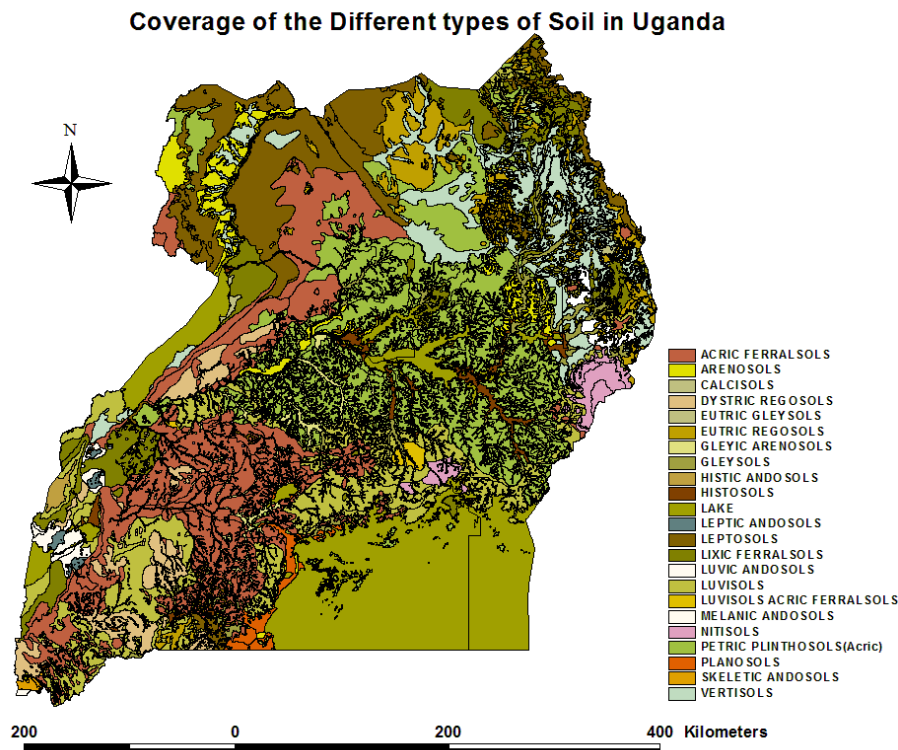 Coverage of the Different types of Soil in Uganda
N
ACRIC FERRALSOLS
ARENOSOLS
CALCISOLS
DYSTRIC REGOSOLS
EUTRIC GLEYSOLS
EUTRIC REGOSOLS
GLEYIC ARENOSOLS
GLEYSOLS
HISTIC ANDOSOLS
HISTOSOLS
LAKE
LEPTIC ANDOSOLS
LEPTOSOLS
LIXIC FERRALSOLS
LUVIC ANDOSOLS
LUVISOLS
LUVISOLS ACRIC FERRALSOLS
MELANIC ANDOSOLS
NITISOLS
PETRIC PLINTHOSOLS(Acric)
PLANOSOLS
SKELETIC ANDOSOLS
VERTISOLS
200 0 200 400 Kilometers